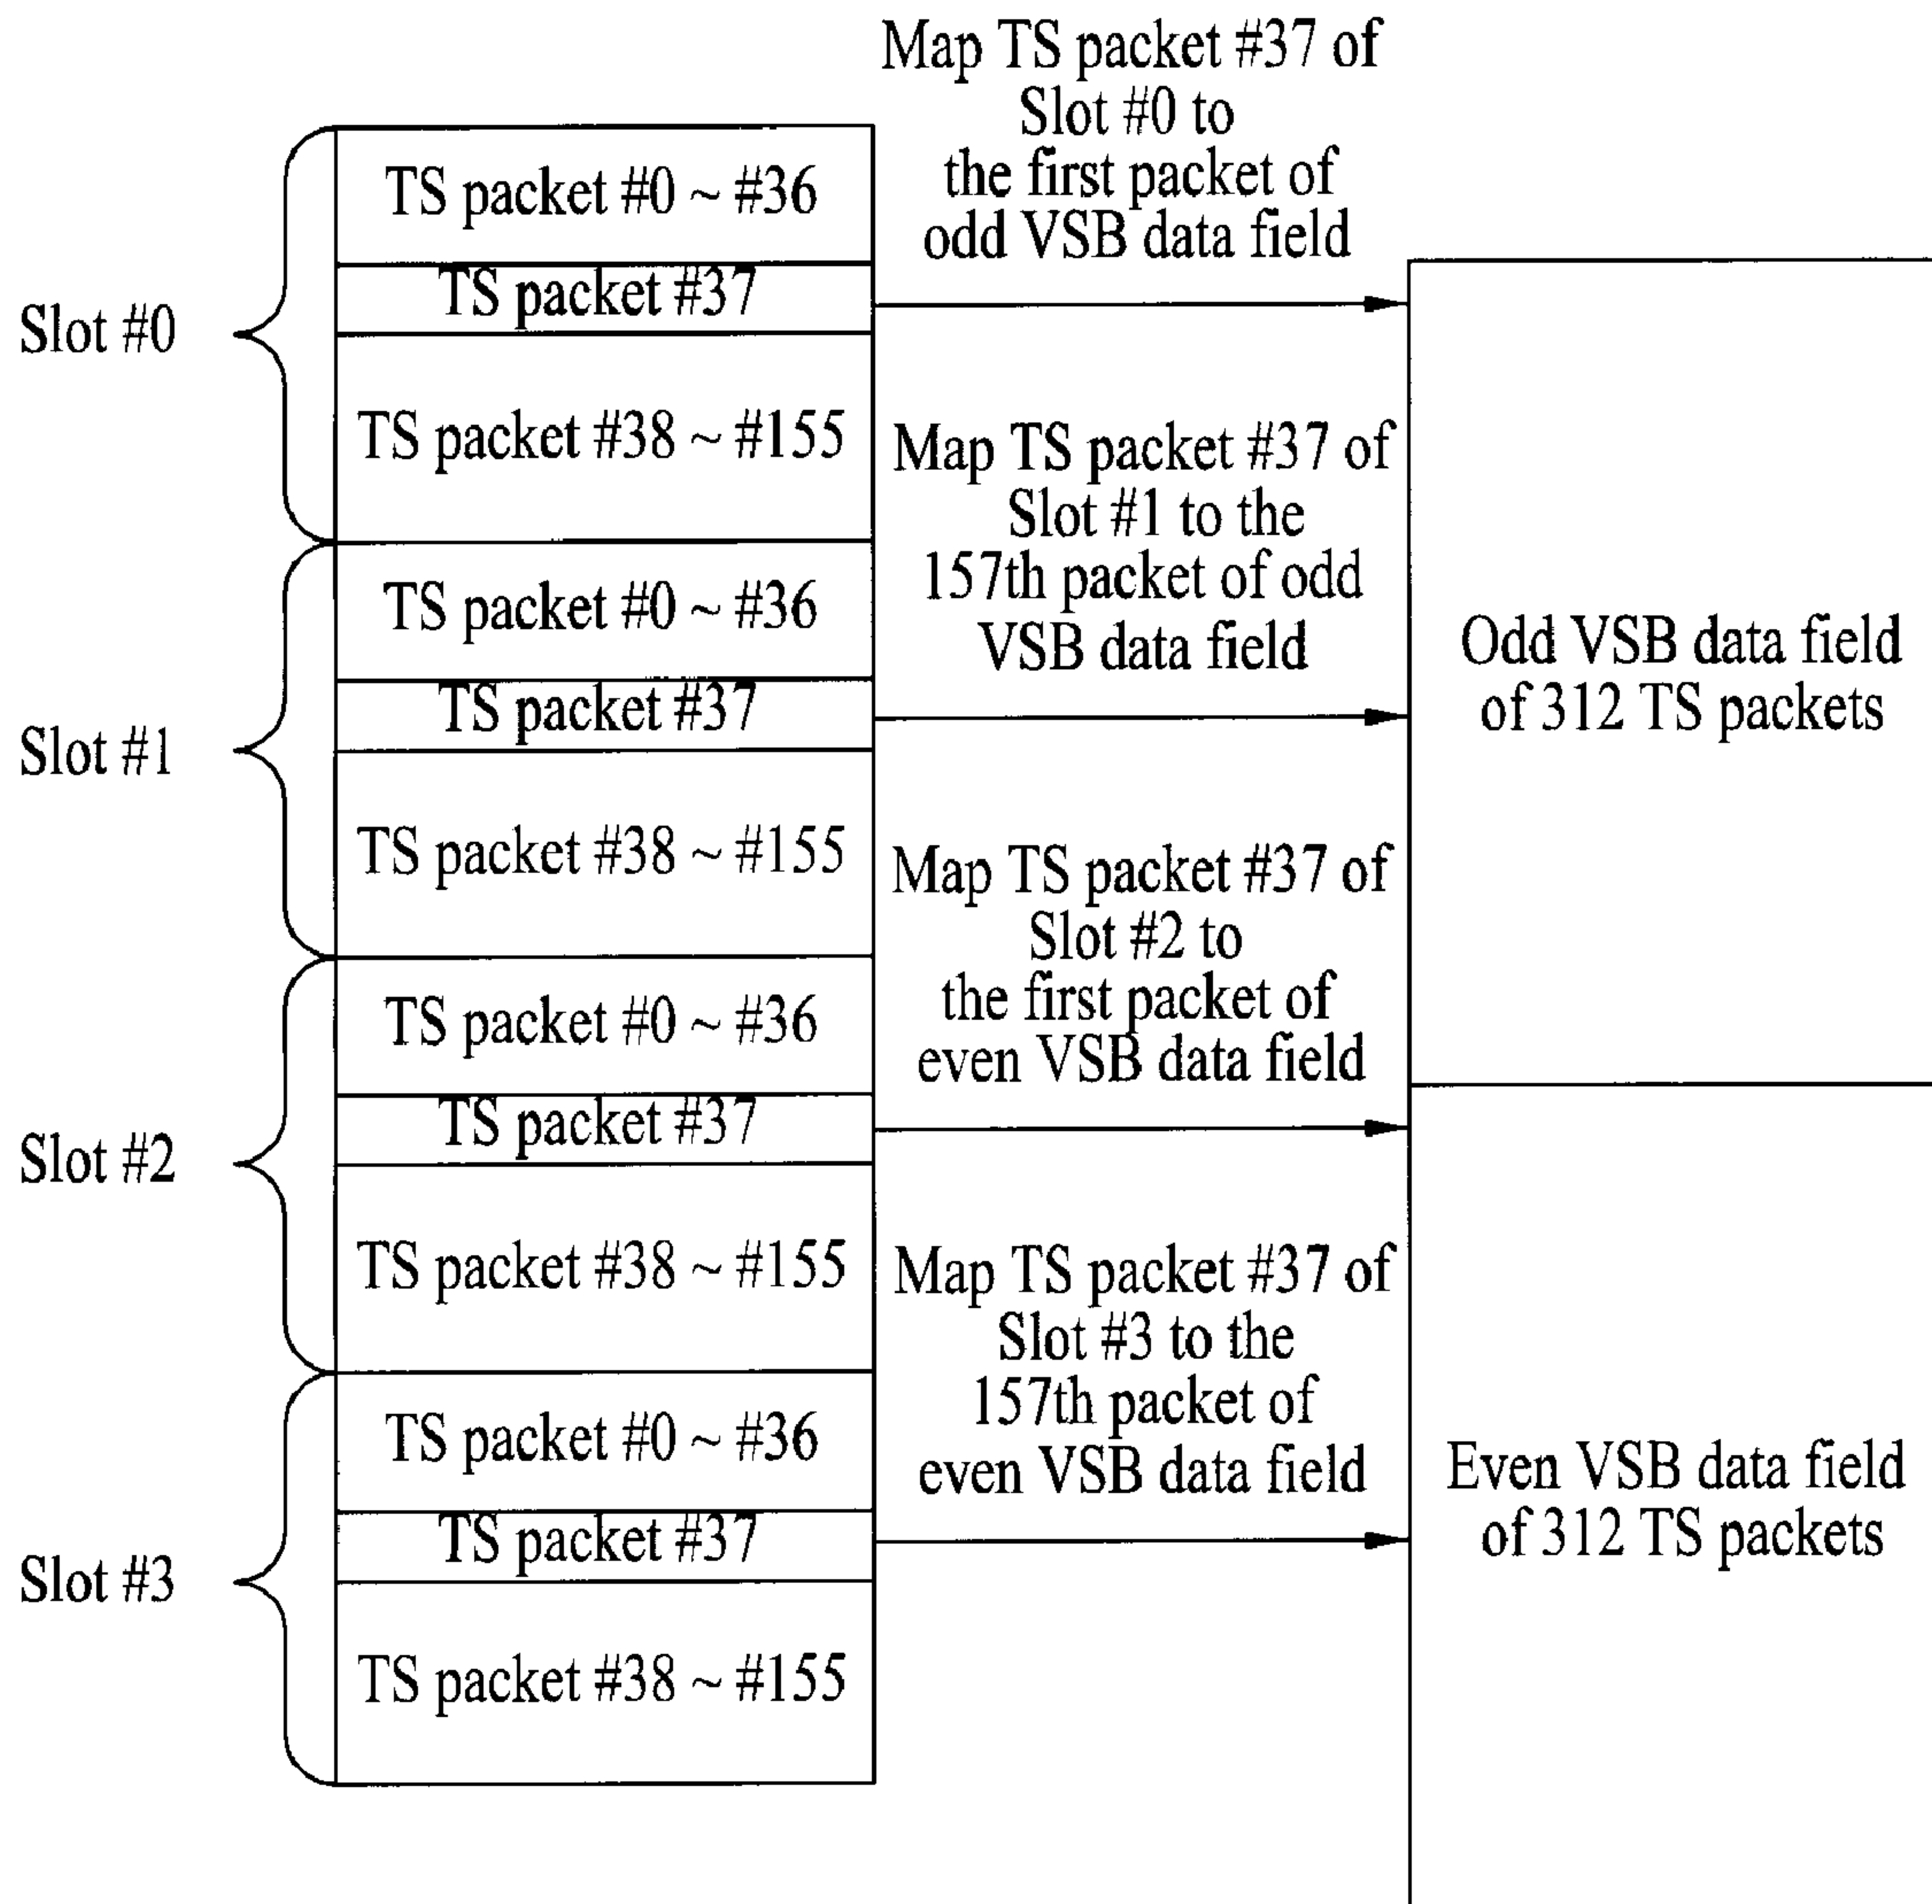 Map TS packet #37 of
Slot #0 to
the first packet of
odd VSB data field
TS packet #0 ~ #36
TS packet #37
Slot #0
TS packet #38 ~ #155
Map TS packet #37 of
Slot #1 to the
157th packet of odd
VSB data field
TS packet #0 ~ #36
TS packet #37
Slot #1
TS packet #38 ~ #155
Odd VSB data field
of 312 TS packets
Map TS packet #37 of
Slot #2 to
the first packet of
even VSB data field
TS packet #0 ~ #36
TS packet #37
Slot #2
TS packet #38 ~ #155
Map TS packet #37 of
Slot #3 to the
157th packet of
even VSB data field
TS packet #0 ~ #36
TS packet #37
Slot #3
TS packet #38 ~ #155
Even VSB data field
of 312 TS packets